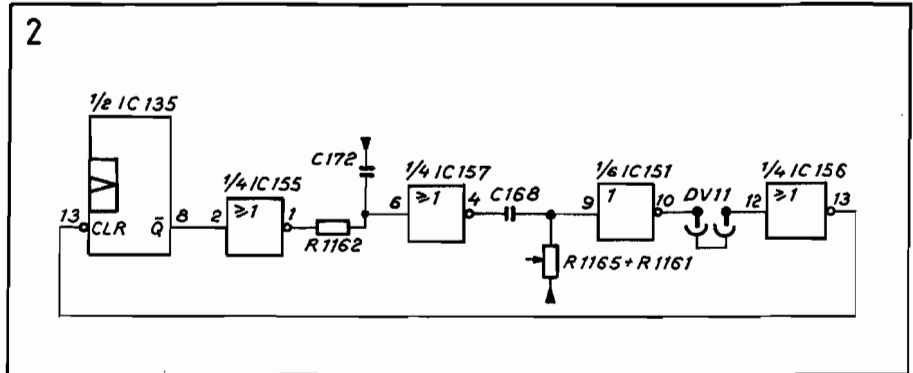 2
1/2 IC 135
13
CLR
Q̄
8
1/4 IC 155
2
≥1
1
R 1162
C172
1/4 IC 157
6
≥1
4
C168
R 1165 + R 1161
1/6 IC 151
9
1
10
DV11
1/4 IC 156
12
≥1
13